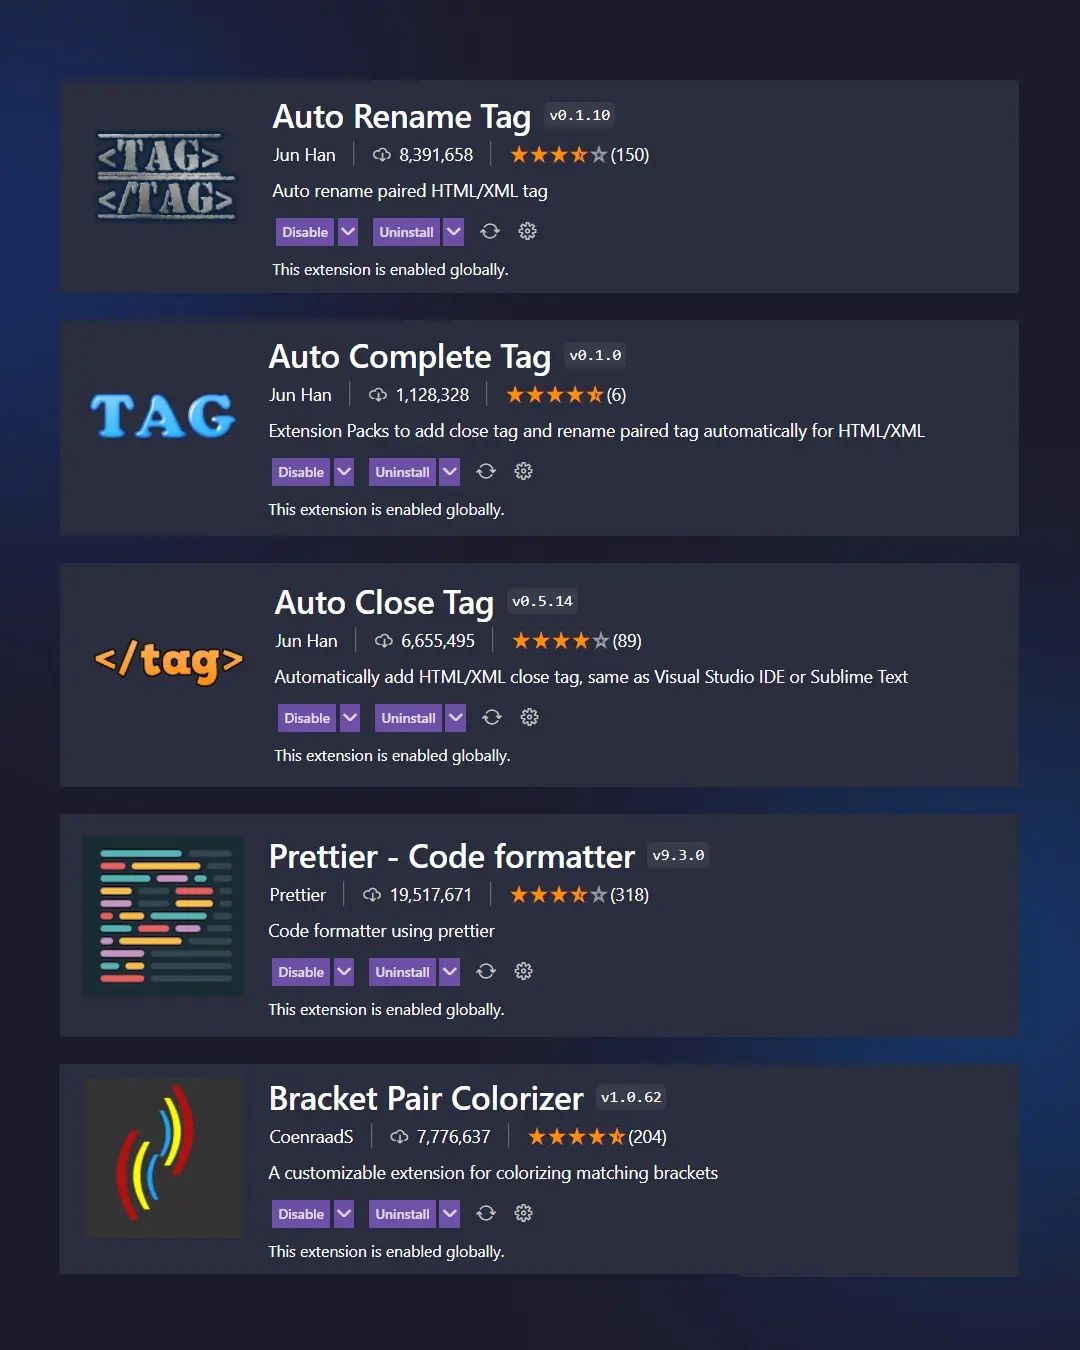 <TAG>
</TAG>
Auto Rename Tag v0.1.10
Jun Han 8,391,658 (150)
Auto rename paired HTML/XML tag
Disable Uninstall
This extension is enabled globally.
TAG
Auto Complete Tag v0.1.0
Jun Han 1,128,328 (6)
Extension Packs to add close tag and rename paired tag automatically for HTML/XML
Disable Uninstall
This extension is enabled globally.
</tag>
Auto Close Tag v0.5.14
Jun Han 6,655,495 (89)
Automatically add HTML/XML close tag, same as Visual Studio IDE or Sublime Text
Disable Uninstall
This extension is enabled globally.
Prettier - Code formatter v9.3.0
Prettier 19,517,671 (318)
Code formatter using prettier
Disable Uninstall
This extension is enabled globally.
Bracket Pair Colorizer v1.0.62
CoenraadS 7,776,637 (204)
A customizable extension for colorizing matching brackets
Disable Uninstall
This extension is enabled globally.